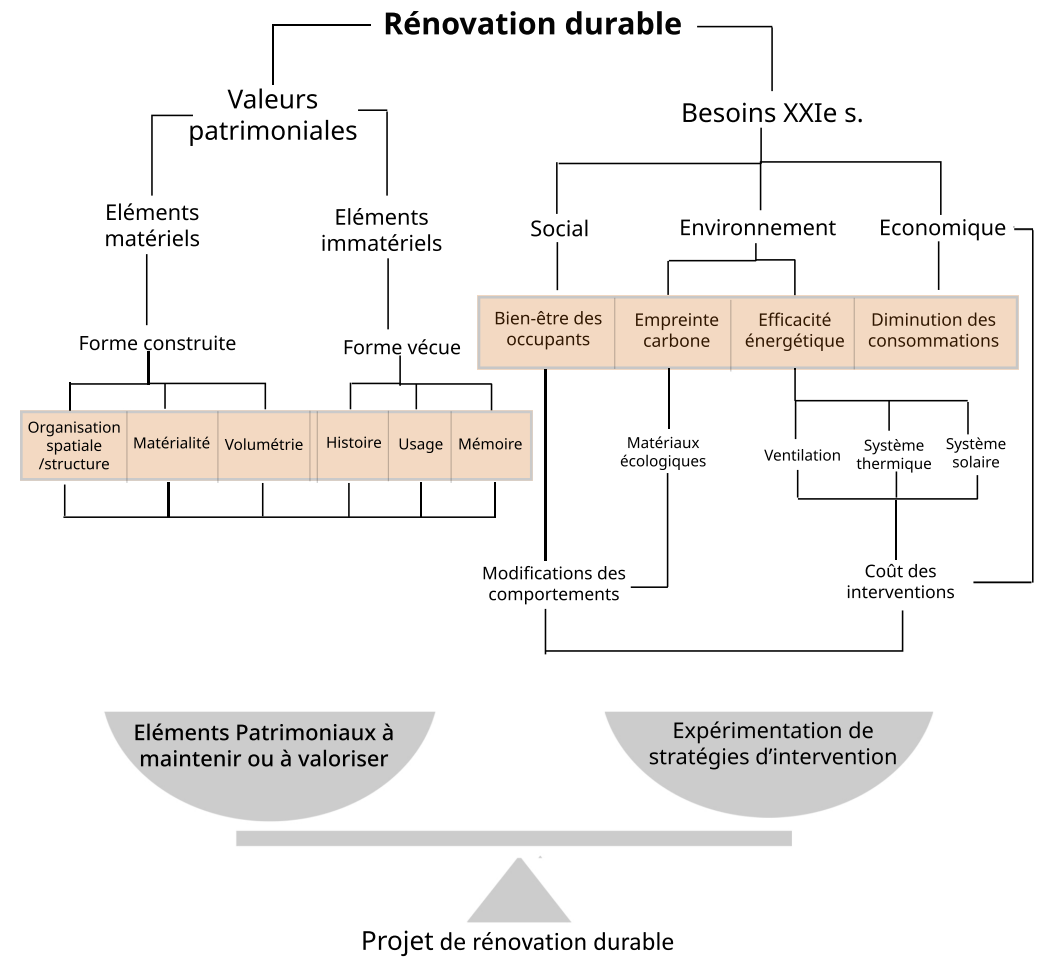 Rénovation durable
Valeurs
patrimoniales
Besoins XXIe s.
Eléments
matériels
Eléments
immatériels
Social
Environnement
Economique
Forme construite
Forme vécue
Bien-être des
occupants
Empreinte
carbone
Efficacité
énergétique
Diminution des
consommations
Organisation
spatiale
/structure
Matérialité
Volumétrie
Histoire
Usage
Mémoire
Matériaux
écologiques
Ventilation
Système
thermique
Système
solaire
Modifications des
comportements
Coût des
interventions
Eléments Patrimoniaux à
maintenir ou à valoriser
Expérimentation de
stratégies d’intervention
Projet de rénovation durable